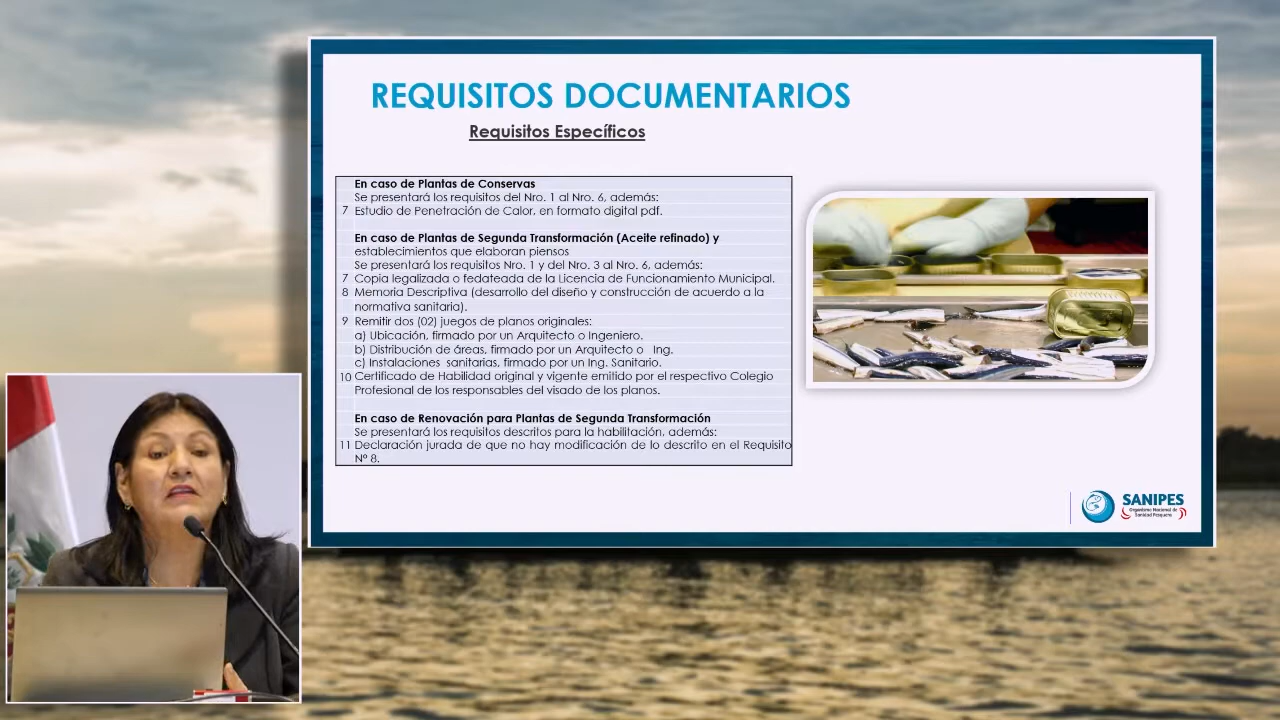 REQUISITOS DOCUMENTARIOS
Requisitos Específicos
En caso de Plantas de Conservas
Se presentará los requisitos del Nro. 1 al Nro. 6, además:
7 Estudio de Penetración de Calor, en formato digital pdf.
En caso de Plantas de Segunda Transformación (Aceite refinado) y
establecimientos que elaboran piensos
Se presentará los requisitos Nro. 1 y del Nro. 3 al Nro. 6, además:
7 Copia legalizada o fedateada de la Licencia de Funcionamiento Municipal.
8 Memoria Descriptiva (desarrollo del diseño y construcción de acuerdo a la
normativa sanitaria).
9 Remitir dos (02) juegos de planos originales:
a) Ubicación, firmado por un Arquitecto o Ingeniero.
b) Distribución de áreas, firmado por un Arquitecto o Ing.
c) Instalaciones sanitarias, firmado por un Ing. Sanitario.
10 Certificado de Habilidad original y vigente emitido por el respectivo Colegio
Profesional de los responsables del visado de los planos.
En caso de Renovación para Plantas de Segunda Transformación
Se presentará los requisitos descritos para la habilitación, además:
11 Declaración jurada de que no hay modificación de lo descrito en el Requisito
Nº 8.
SANIPES
Organismo Nacional de
Sanidad Pesquera